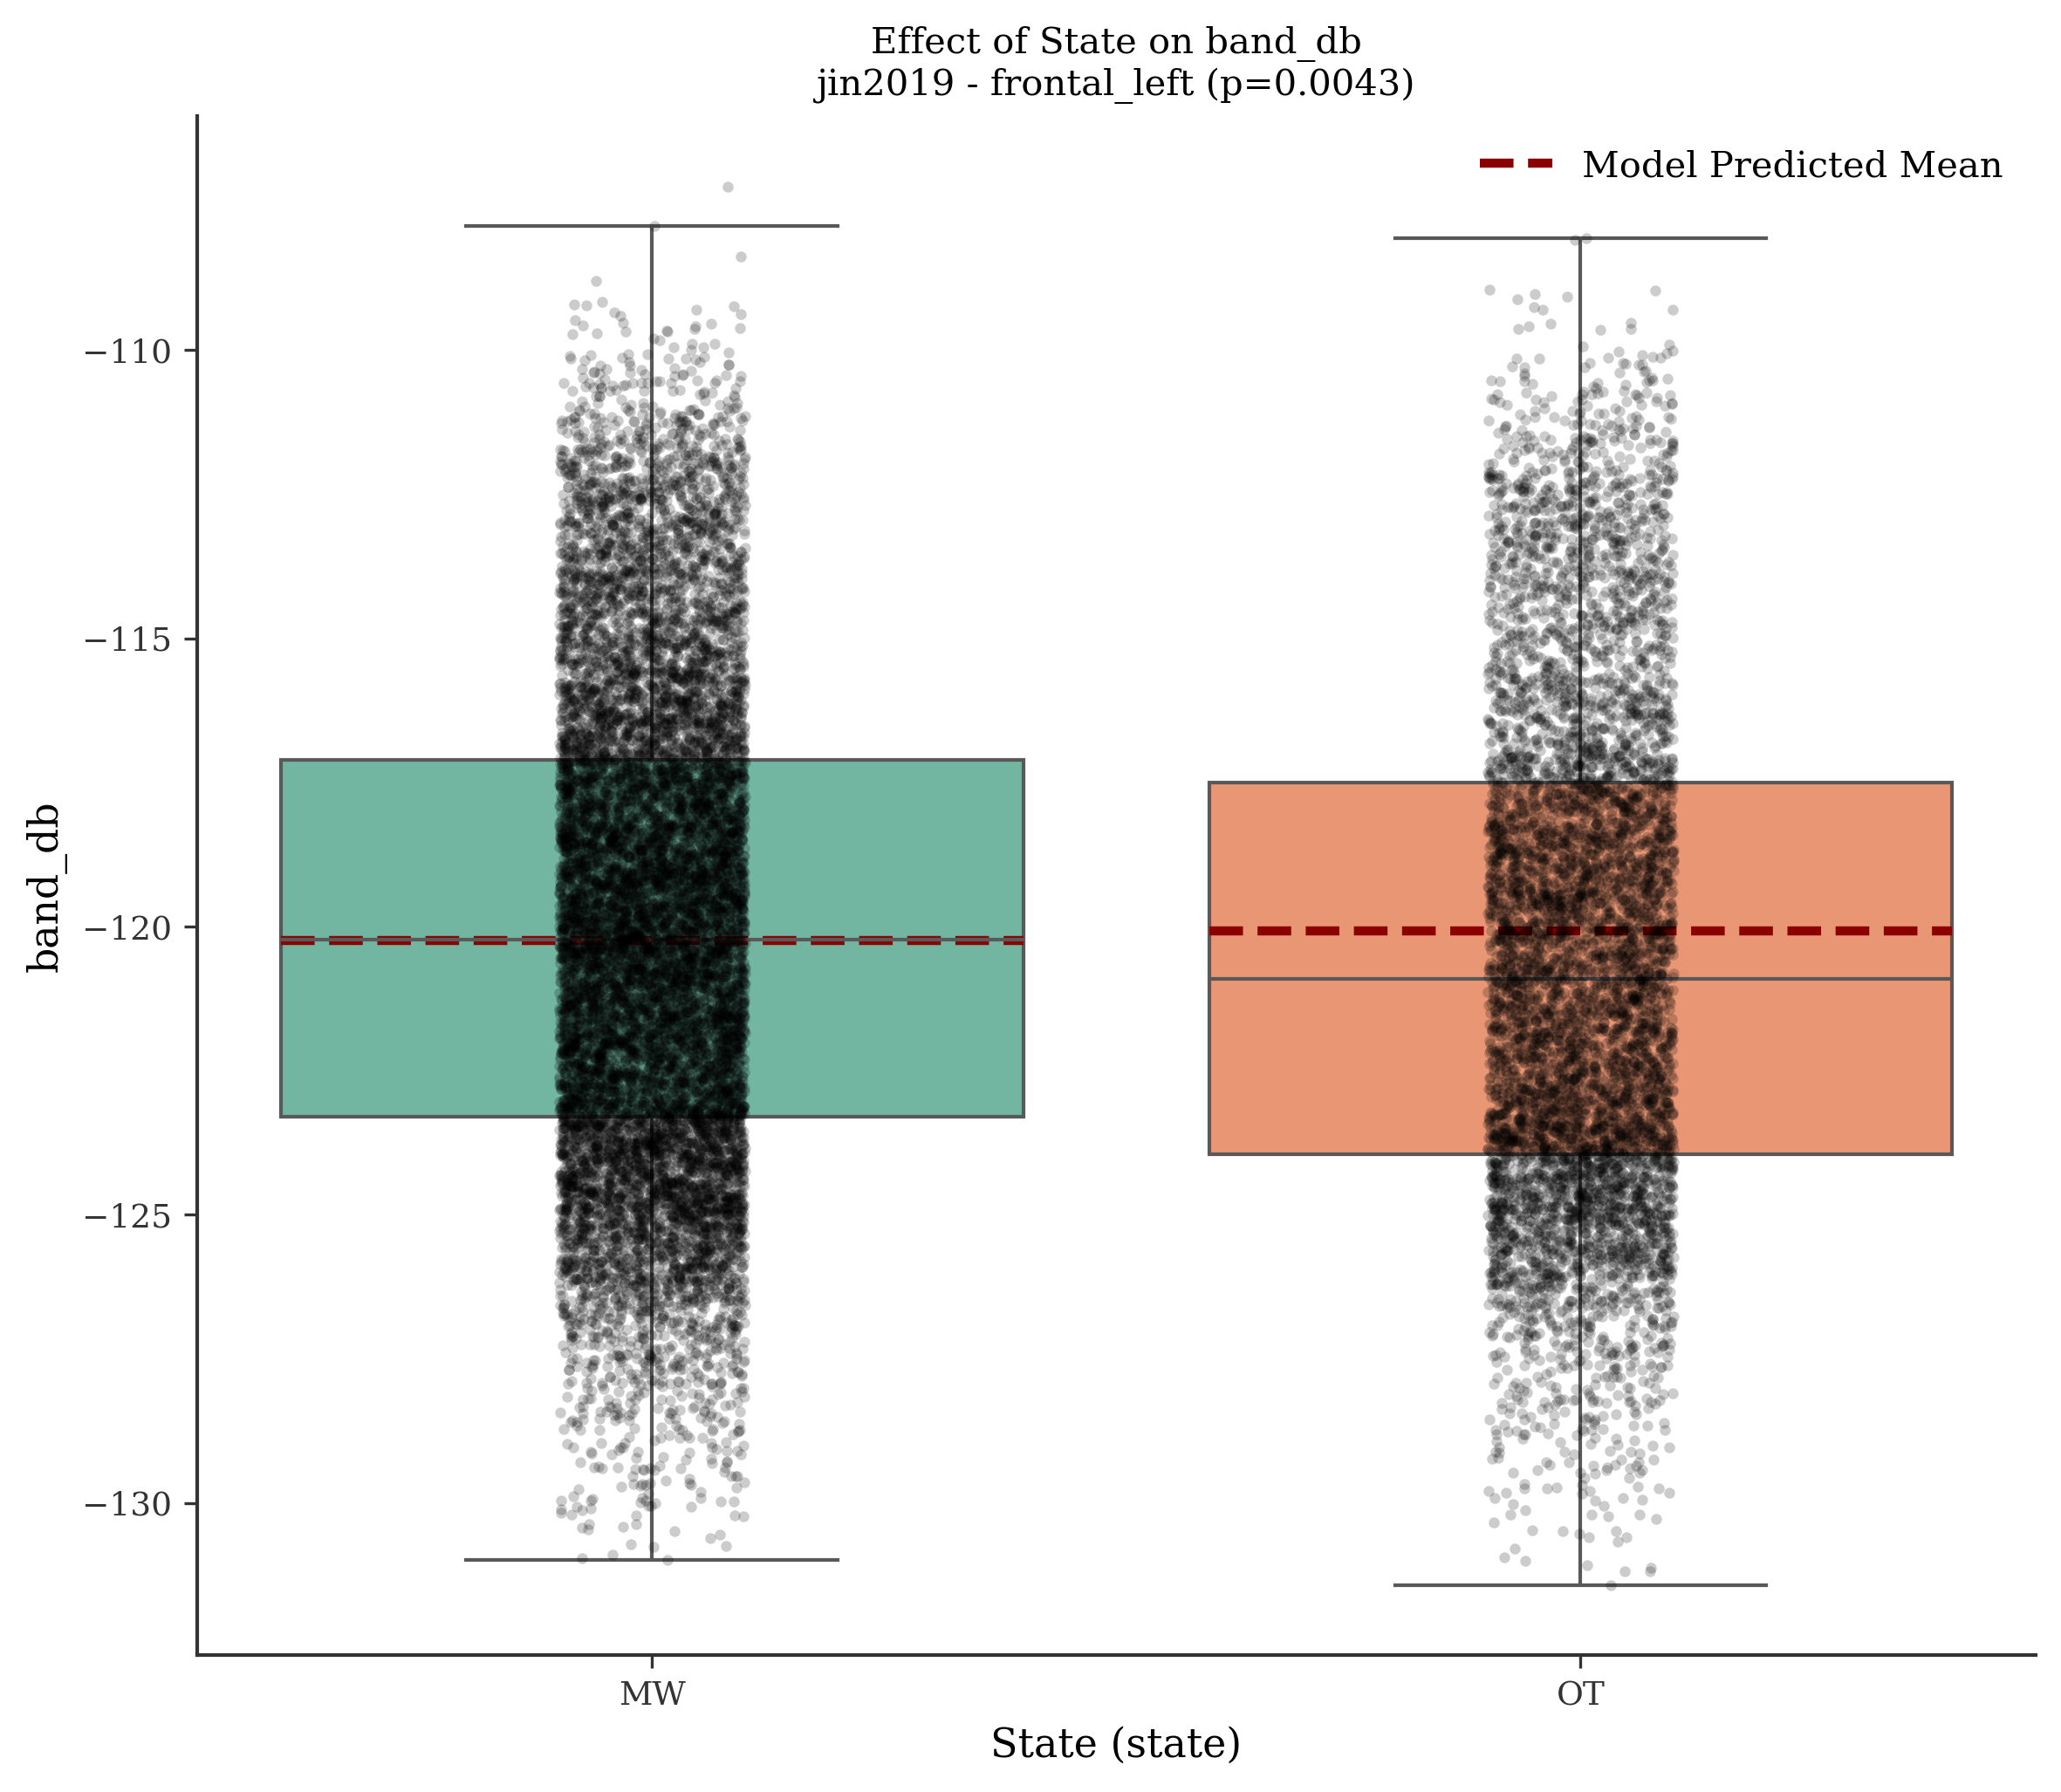 Effect of State on band_db
jin2019 - frontal_left (p=0.0043)
Model Predicted Mean
band_db
−110
−115
−120
−125
−130
MW
OT
State (state)